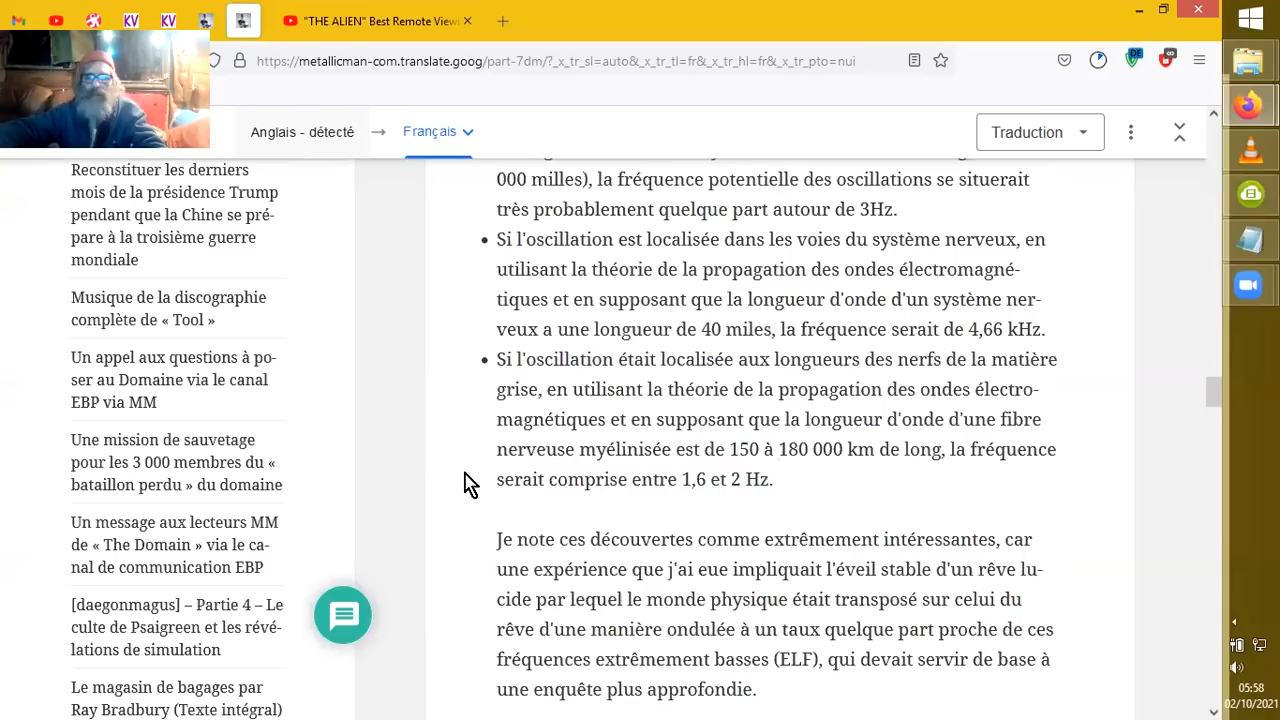 "THE ALIEN" Best Remote View
https://metallicman-com.translate.goog/part-7dm/?_x_tr_sl=auto&_x_tr_tl=fr&_x_tr_hl=fr&_x_tr_pto=nui
DE
Anglais - détecté
Français
Traduction
Reconstituer les derniers
mois de la présidence Trump
pendant que la Chine se pré-
pare à la troisième guerre
mondiale
Musique de la discographie
complète de « Tool »
Un appel aux questions à po-
ser au Domaine via le canal
EBP via MM
Une mission de sauvetage
pour les 3 000 membres du «
bataillon perdu » du domaine
Un message aux lecteurs MM
de « The Domain » via le ca-
nal de communication EBP
[daegonmagus] – Partie 4 – Le
culte de Psaigreen et les révé-
lations de simulation
Le magasin de bagages par
Ray Bradbury (Texte intégral)
000 milles), la fréquence potentielle des oscillations se situerait
très probablement quelque part autour de 3Hz.
• Si l'oscillation est localisée dans les voies du système nerveux, en
utilisant la théorie de la propagation des ondes électromagné-
tiques et en supposant que la longueur d'onde d'un système ner-
veux a une longueur de 40 miles, la fréquence serait de 4,66 kHz.
• Si l'oscillation était localisée aux longueurs des nerfs de la matière
grise, en utilisant la théorie de la propagation des ondes électro-
magnétiques et en supposant que la longueur d'onde d'une fibre
nerveuse myélinisée est de 150 à 180 000 km de long, la fréquence
serait comprise entre 1,6 et 2 Hz.
Je note ces découvertes comme extrêmement intéressantes, car
une expérience que j'ai eue impliquait l'éveil stable d'un rêve lu-
cide par lequel le monde physique était transposé sur celui du
rêve d'une manière ondulée à un taux quelque part proche de ces
fréquences extrêmement basses (ELF), qui devait servir de base à
une enquête plus approfondie.
KV
KV
05:58
02/10/2021